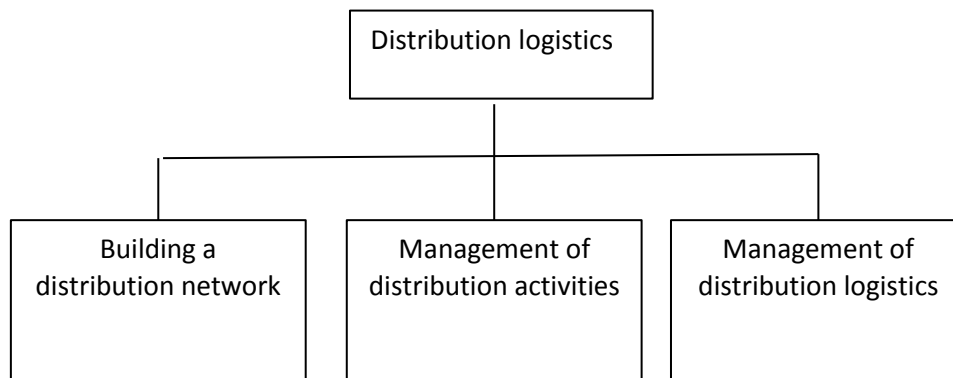 Distribution logistics
Building a
distribution network
Management of
distribution activities
Management of
distribution logistics